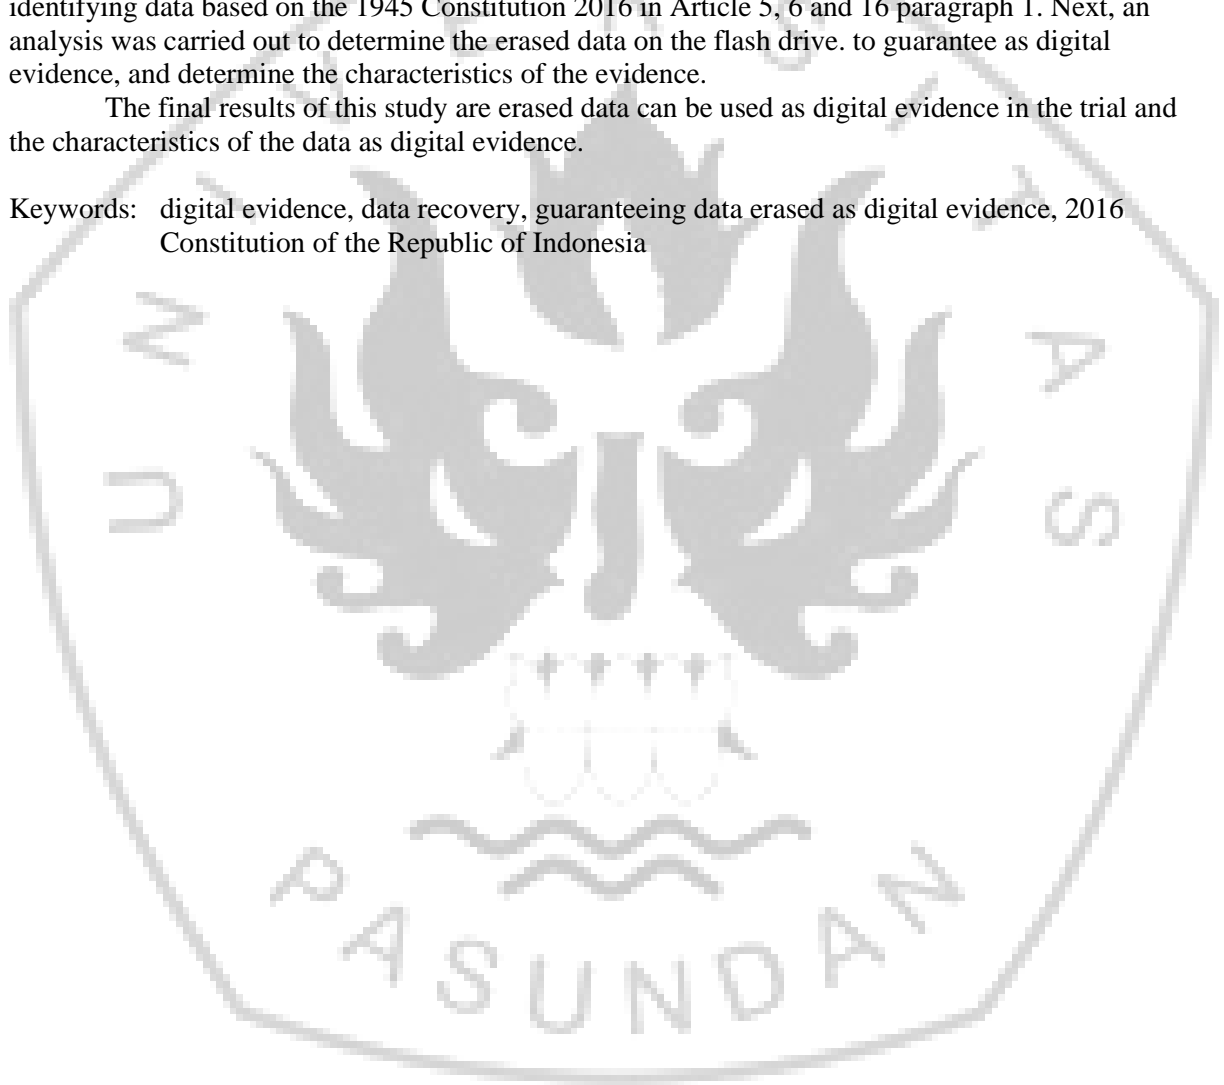 identifying data based on the 1945 Constitution 2016 in Article 5, 6 and 16 paragraph 1. Next, an
analysis was carried out to determine the erased data on the flash drive. to guarantee as digital
evidence, and determine the characteristics of the evidence.
The final results of this study are erased data can be used as digital evidence in the trial and
the characteristics of the data as digital evidence.
Keywords: digital evidence, data recovery, guaranteeing data erased as digital evidence, 2016
Constitution of the Republic of Indonesia
UNIVERSITAS
PASUNDAN